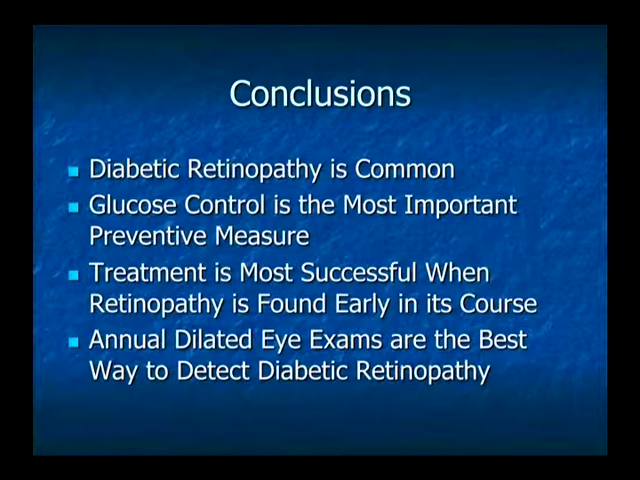 Conclusions
Diabetic Retinopathy is Common
Glucose Control is the Most Important
Preventive Measure
Treatment is Most Successful When
Retinopathy is Found Early in its Course
Annual Dilated Eye Exams are the Best
Way to Detect Diabetic Retinopathy